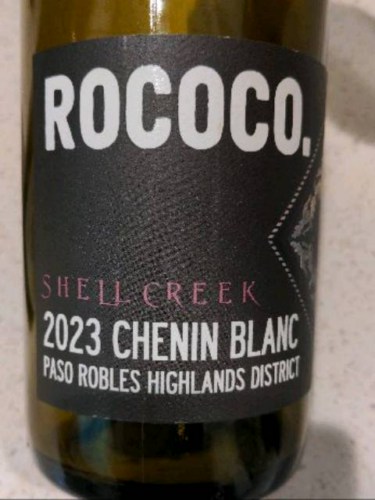 ROCOCO.
SHELL CREEK
2023 CHENIN BLANC
PASO ROBLES HIGHLANDS DISTRICT